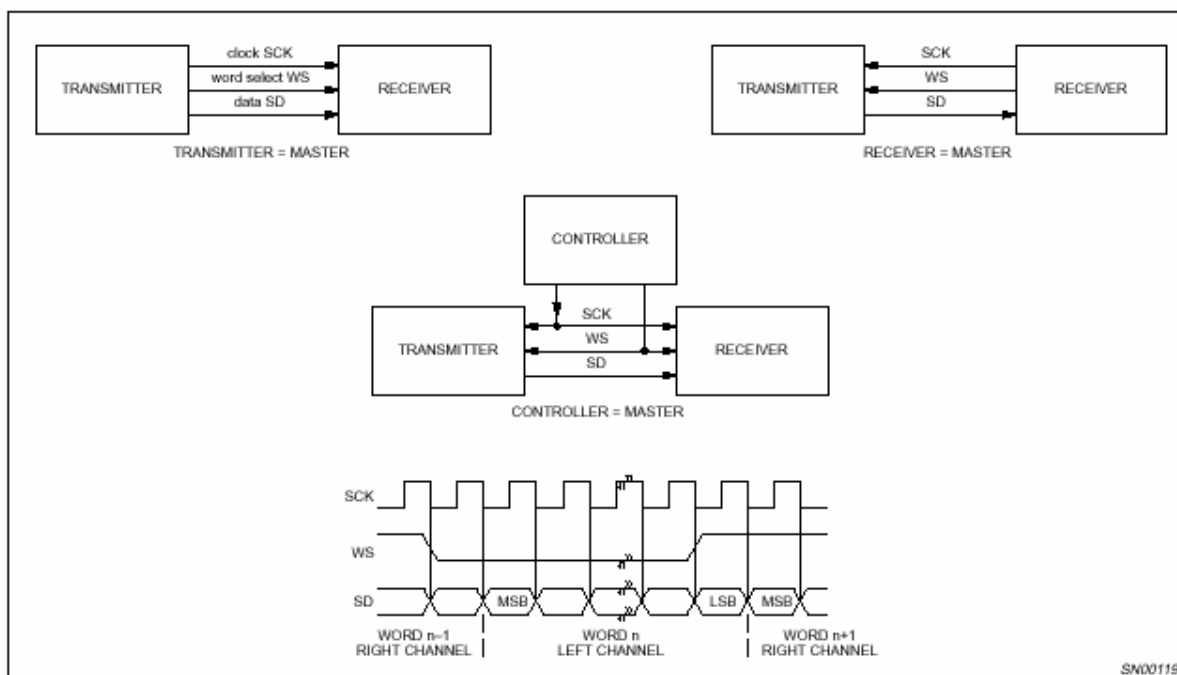 clock SCK
word select WS
data SD
TRANSMITTER
RECEIVER
TRANSMITTER = MASTER
SCK
WS
SD
TRANSMITTER
RECEIVER
RECEIVER = MASTER
CONTROLLER
SCK
WS
SD
TRANSMITTER
RECEIVER
CONTROLLER = MASTER
SCK
WS
SD
MSB
LSB
MSB
WORD n–1
RIGHT CHANNEL
WORD n
LEFT CHANNEL
WORD n+1
RIGHT CHANNEL
SN00119